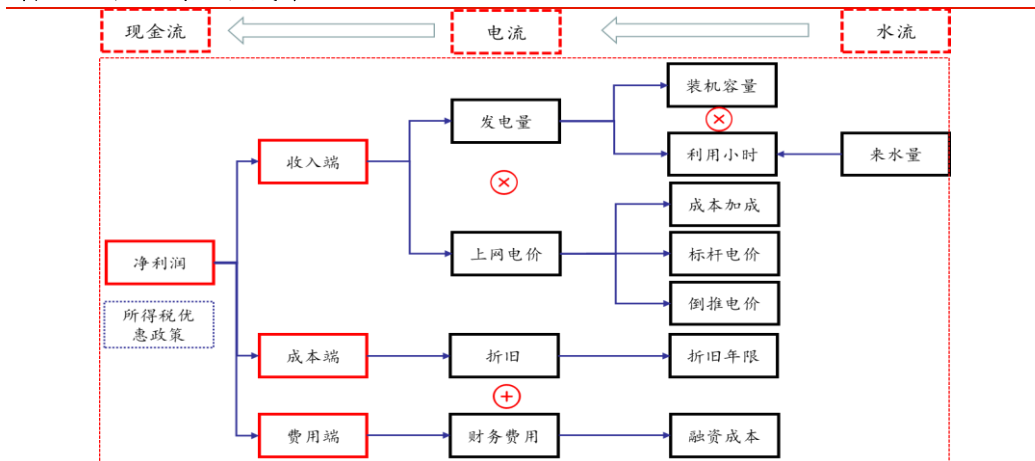 现金流
电流
水流
装机容量
发电量
收入端
利用小时
来水量
成本加成
上网电价
标杆电价
净利润
倒推电价
所得税优
惠政策
成本端
折旧
折旧年限
费用端
财务费用
融资成本